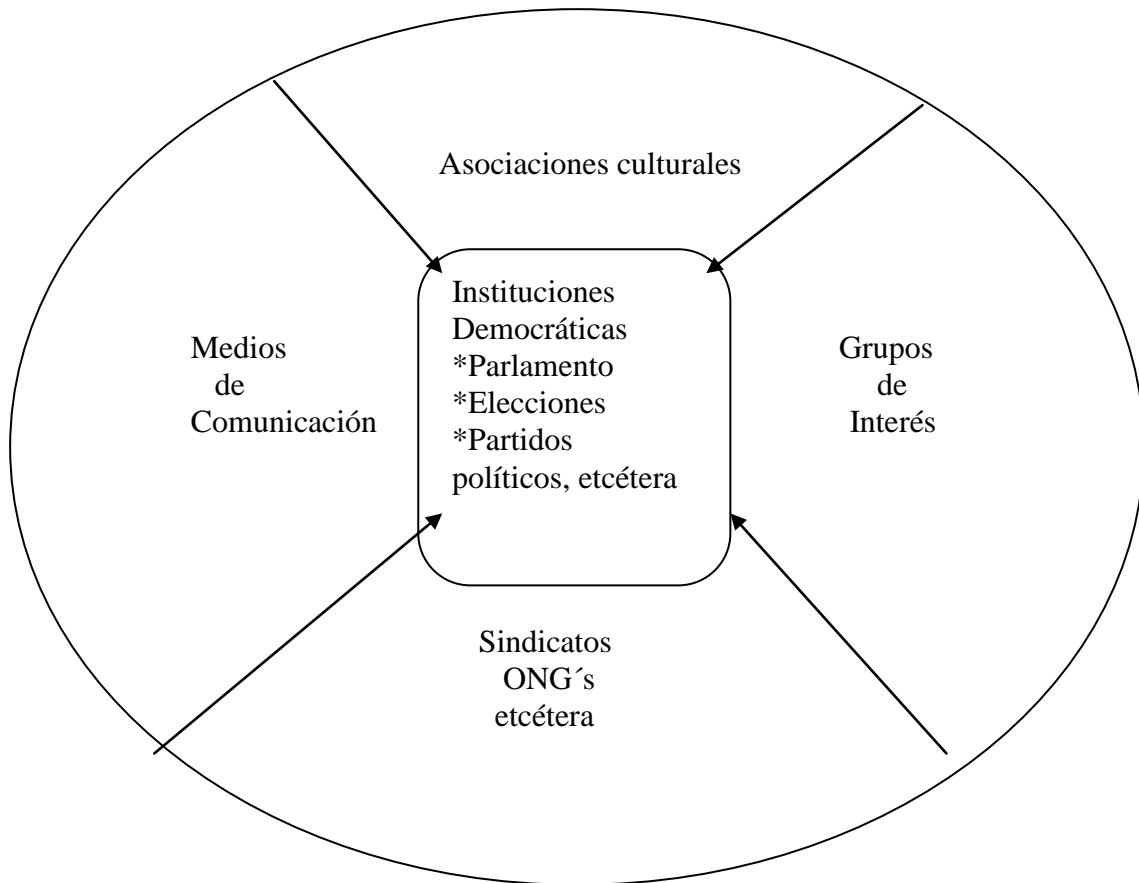 Asociaciones culturales
Instituciones
Democráticas
*Parlamento
*Elecciones
*Partidos
políticos, etcétera
Medios
de
Comunicación
Grupos
de
Interés
Sindicatos
ONG´s
etcétera